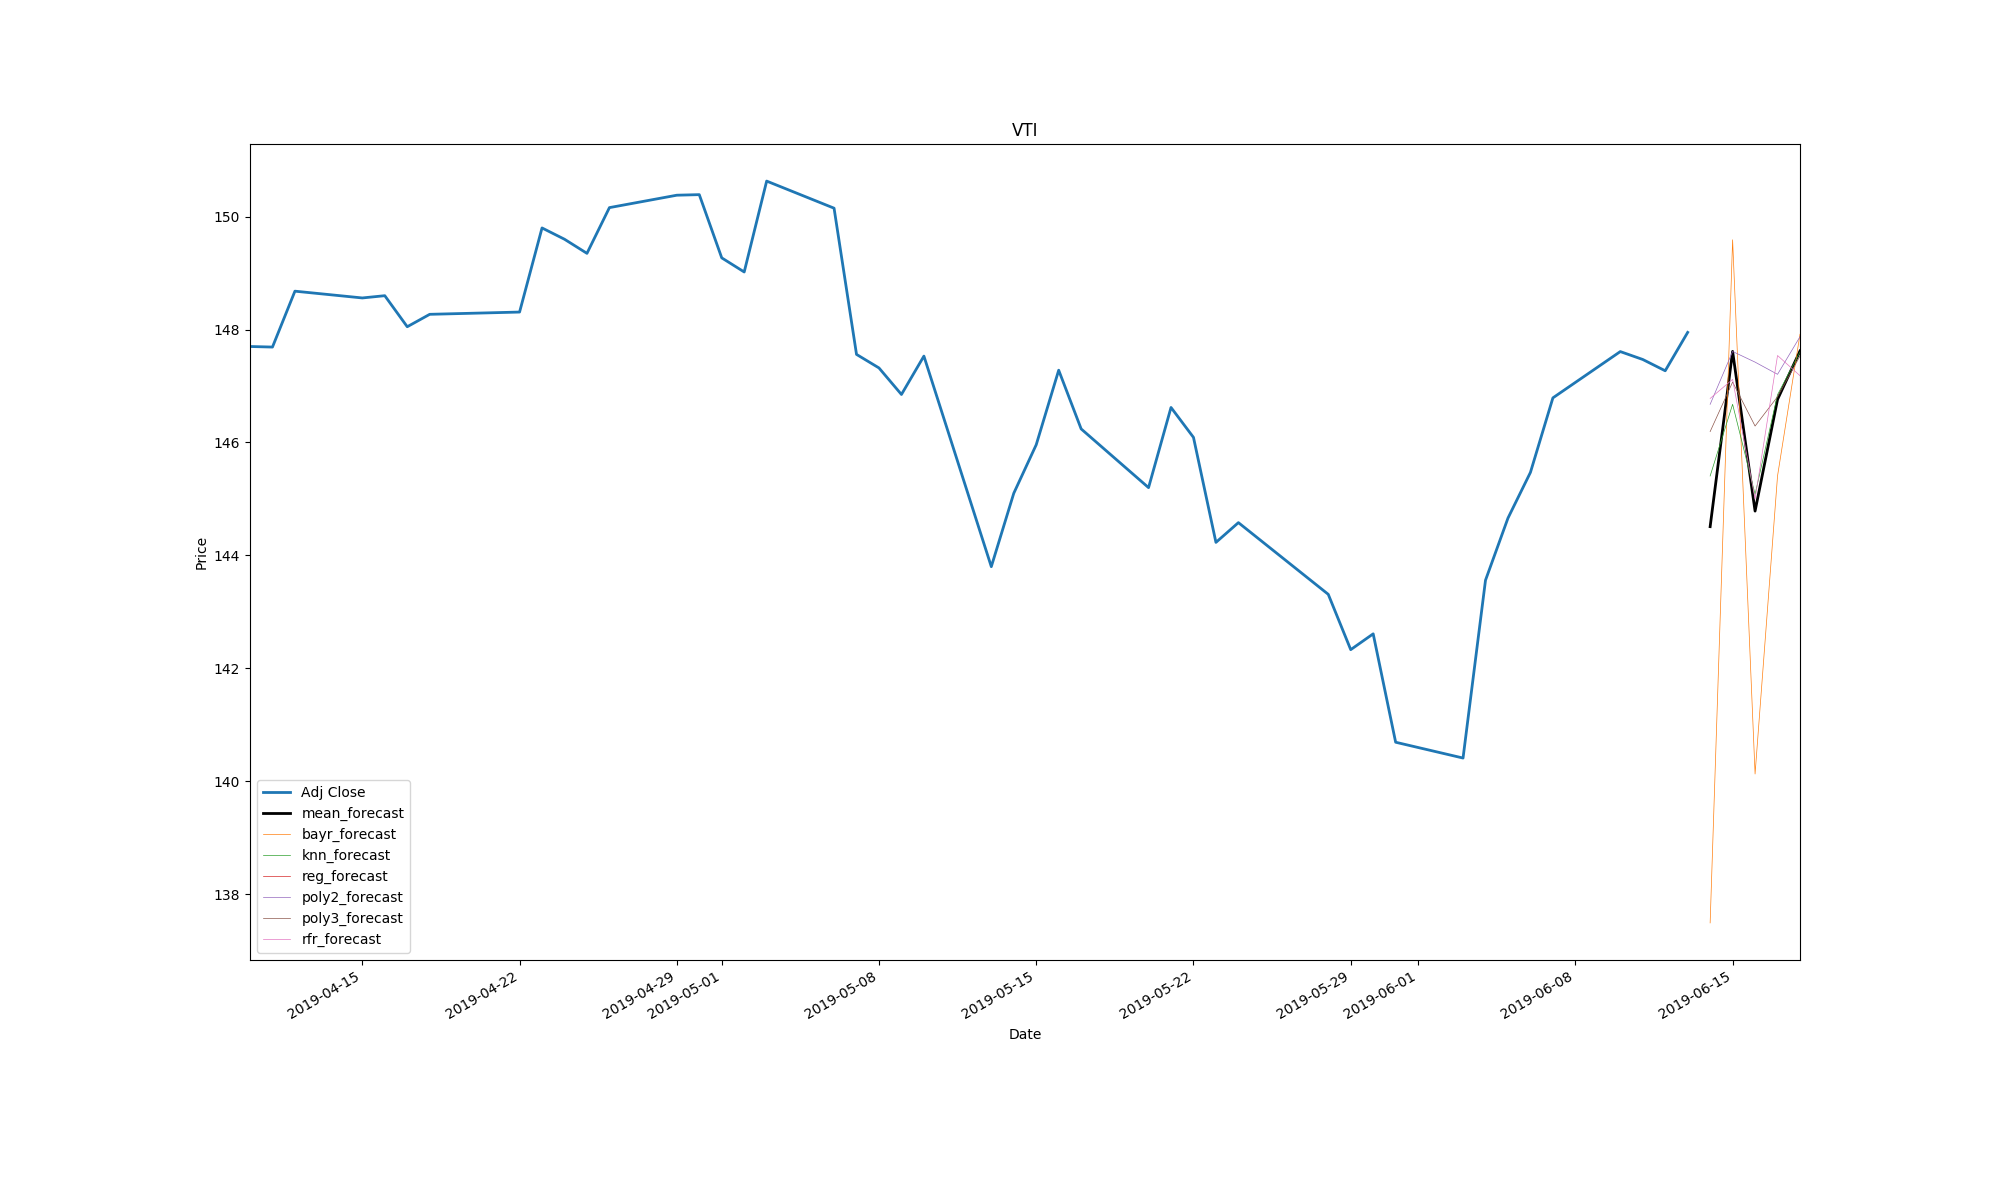 VTI
150
148
146
144
142
140
138
Price
Adj Close
mean_forecast
bayr_forecast
knn_forecast
reg_forecast
poly2_forecast
poly3_forecast
rfr_forecast
2019-04-15
2019-04-22
2019-04-29
2019-05-01
2019-05-08
2019-05-15
2019-05-22
2019-05-29
2019-06-01
2019-06-08
2019-06-15
Date